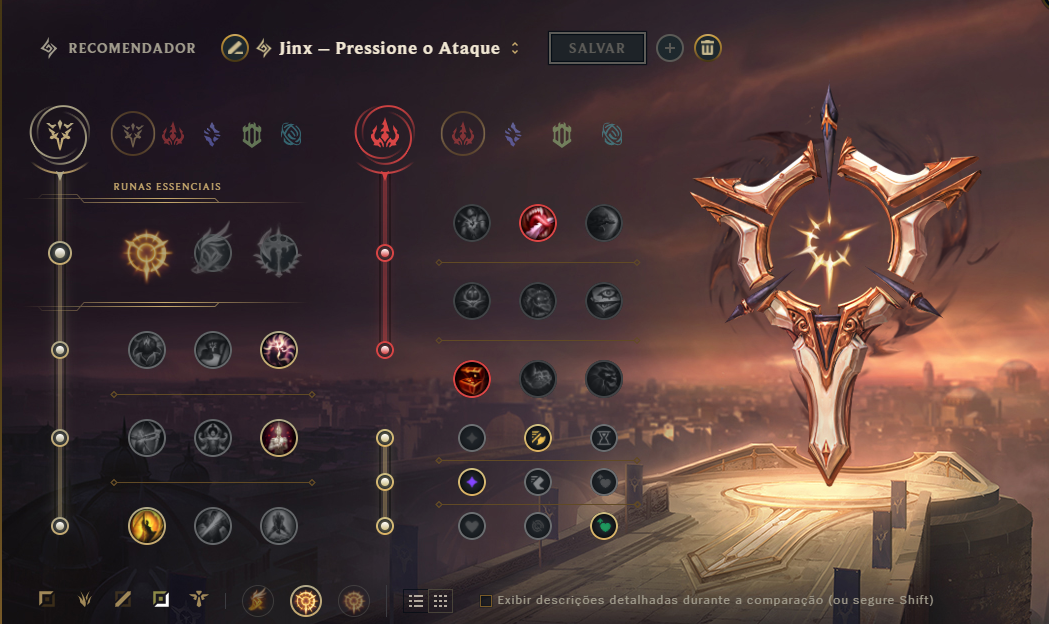 RECOMENDADOR
Jinx — Pressione o Ataque
SALVAR
RUNAS ESSENCIAIS
Exibir descrições detalhadas durante a comparação (ou segure Shift)